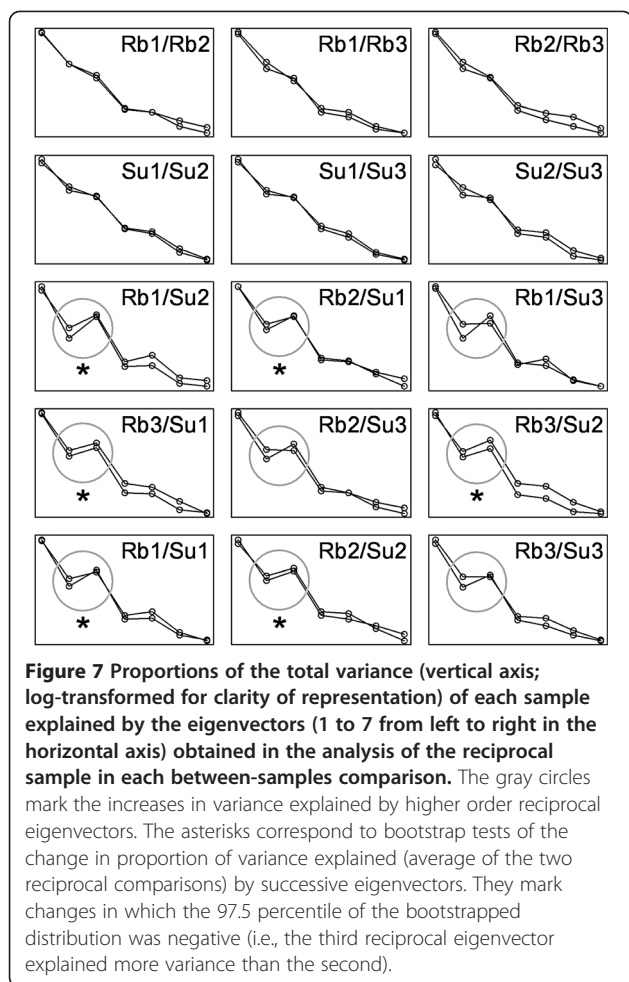 Rb1/Rb2
Rb1/Rb3
Rb2/Rb3
Su1/Su2
Su1/Su3
Su2/Su3
Rb1/Su2
*
Rb2/Su1
*
Rb1/Su3
Rb3/Su1
*
Rb2/Su3
Rb3/Su2
*
Rb1/Su1
*
Rb2/Su2
*
Rb3/Su3
Figure 7 Proportions of the total variance (vertical axis;
log-transformed for clarity of representation) of each sample
explained by the eigenvectors (1 to 7 from left to right in the
horizontal axis) obtained in the analysis of the reciprocal
sample in each between-samples comparison. The gray circles
mark the increases in variance explained by higher order reciprocal
eigenvectors. The asterisks correspond to bootstrap tests of the
change in proportion of variance explained (average of the two
reciprocal comparisons) by successive eigenvectors. They mark
changes in which the 97.5 percentile of the bootstrapped
distribution was negative (i.e., the third reciprocal eigenvector
explained more variance than the second).